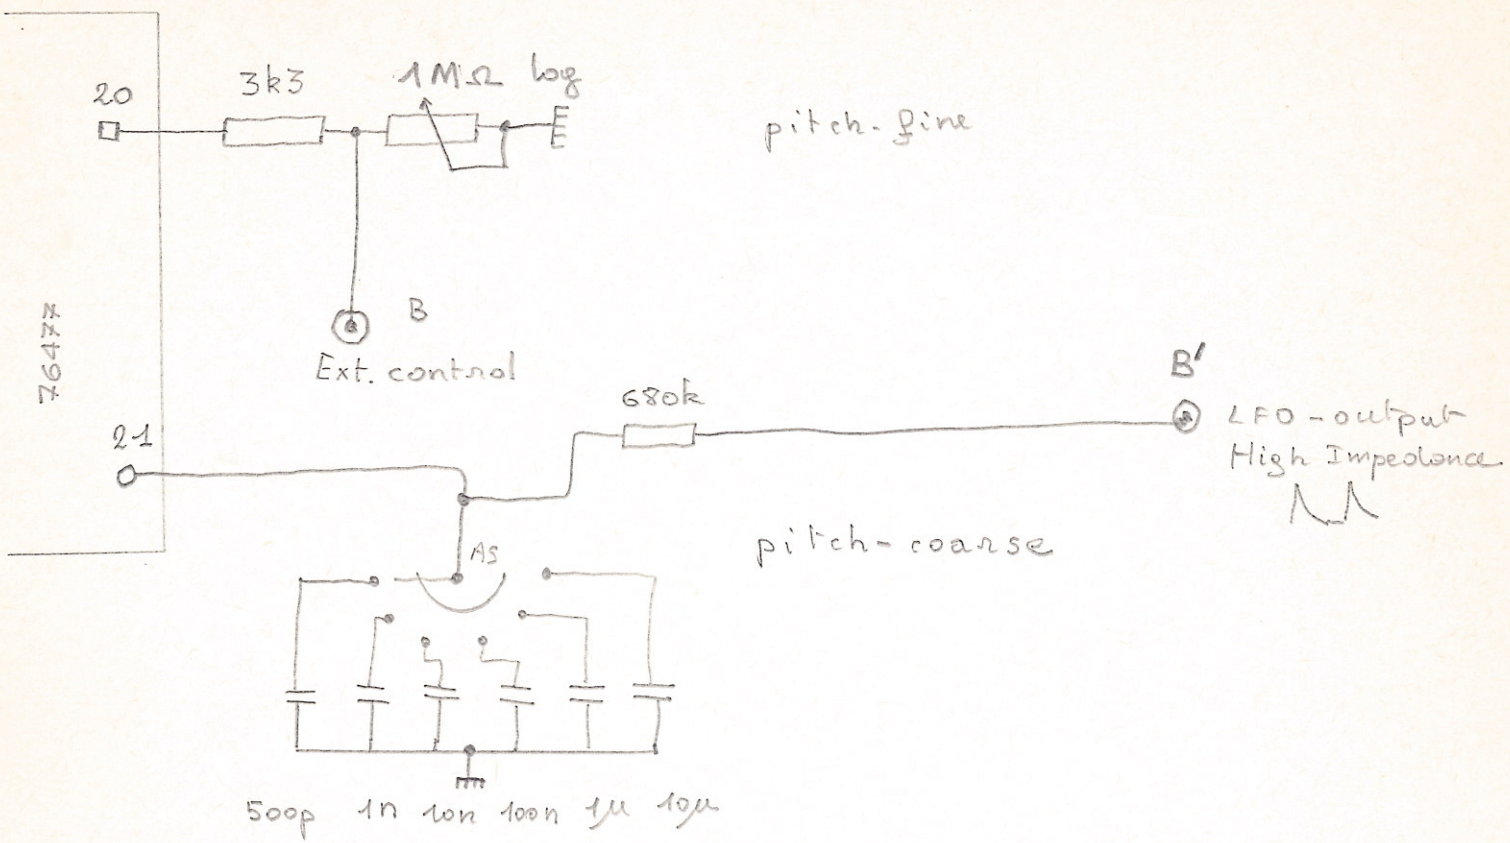 20
3k3
1MΩ log
pitch-fine
B
Ext. control
76477
21
680k
B'
LFO-output
High Impedance
pitch-coarse
AS
500p 1n 10n 100n 1μ 10μ